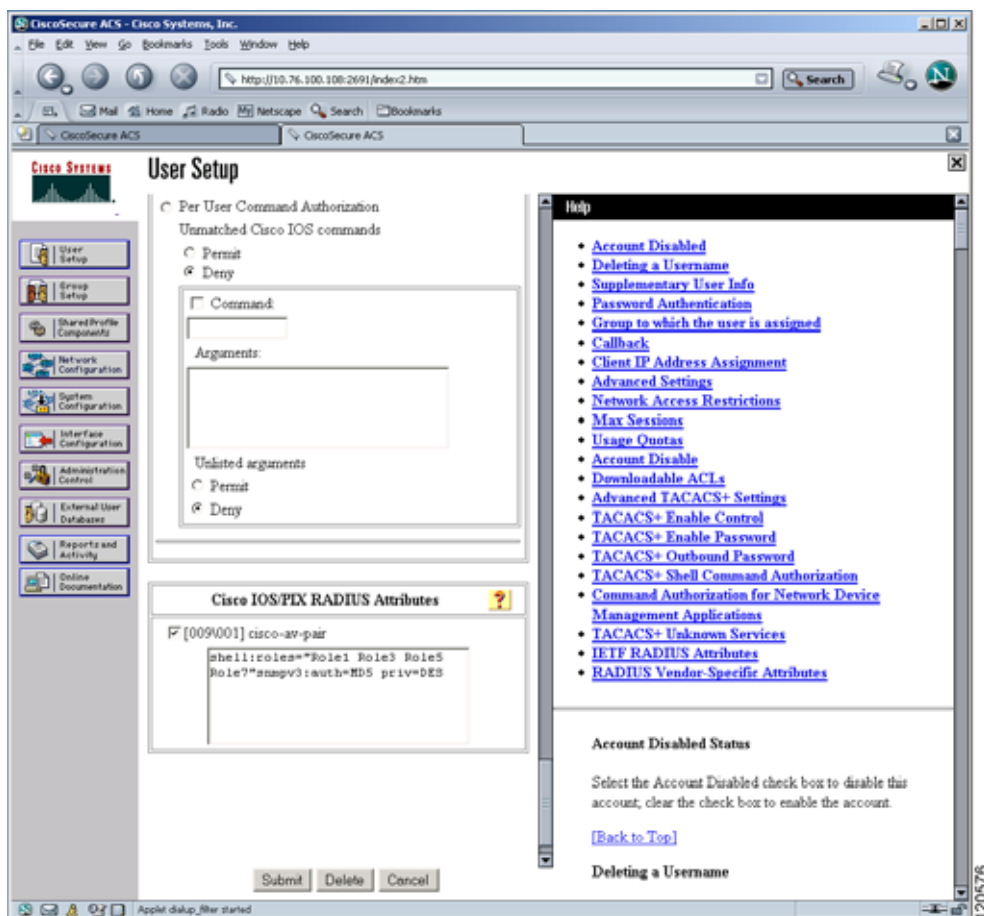 CiscoSecure ACS - Cisco Systems, Inc.
File Edit View Go Bookmarks Tools Window Help
http://10.76.100.108:2691/index2.htm
Search
Mail Home Radio Netscape Search Bookmarks
CiscoSecure ACS
CiscoSecure ACS
CISCO SYSTEMS
User Setup
User Setup
Group Setup
Shared Profile Components
Network Configuration
System Configuration
Interface Configuration
Administration Control
External User Databases
Reports and Activity
Online Documentation
Per User Command Authorization
Unmatched Cisco IOS commands
Permit
Deny
Command:
Arguments:
Unlisted arguments
Permit
Deny
Cisco IOS/PIX RADIUS Attributes
?
[009\001] cisco-av-pair
shell:roles="Role1 Role3 Role5
Role7"snmpv3:auth=MD5 priv=DES
Submit Delete Cancel
Help
Account Disabled
Deleting a Username
Supplementary User Info
Password Authentication
Group to which the user is assigned
Callback
Client IP Address Assignment
Advanced Settings
Network Access Restrictions
Max Sessions
Usage Quotas
Account Disable
Downloadable ACLs
Advanced TACACS+ Settings
TACACS+ Enable Control
TACACS+ Enable Password
TACACS+ Outbound Password
TACACS+ Shell Command Authorization
Command Authorization for Network Device
Management Applications
TACACS+ Unknown Services
IETF RADIUS Attributes
RADIUS Vendor-Specific Attributes
Account Disabled Status
Select the Account Disabled check box to disable this
account; clear the check box to enable the account.
[Back to Top]
Deleting a Username
Applet dialup_filter started
120576